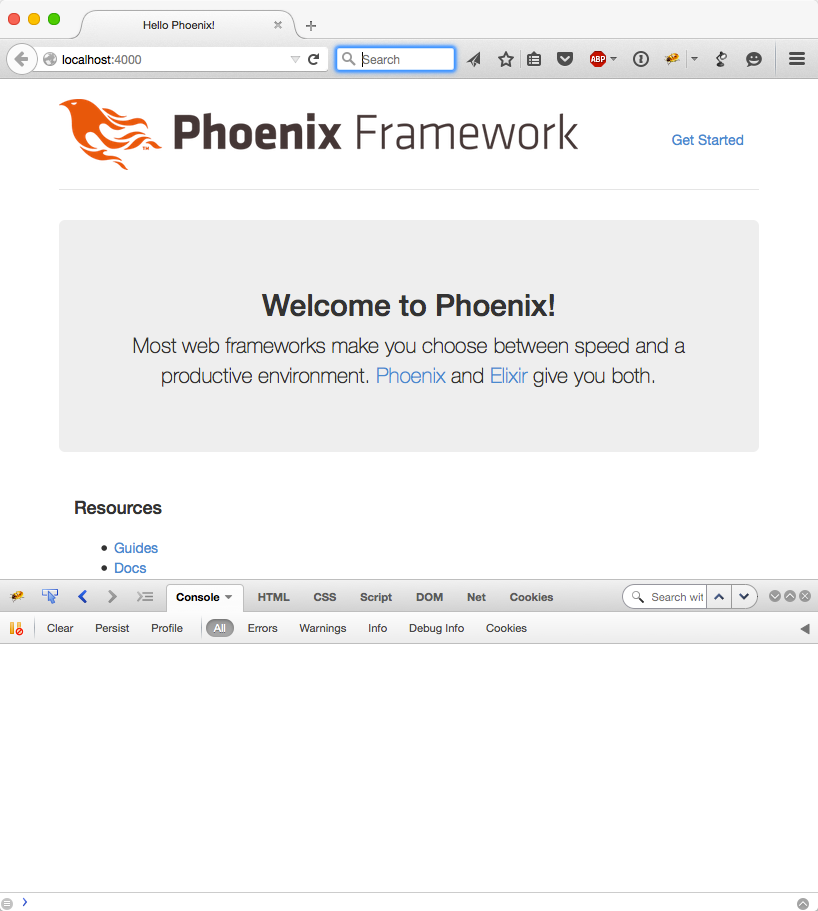 Hello Phoenix!
localhost:4000
Search
ABP
Phoenix Framework
TM
Get Started
Welcome to Phoenix!
Most web frameworks make you choose between speed and a
productive environment. Phoenix and Elixir give you both.
Resources
Guides
Docs
Console HTML CSS Script DOM Net Cookies
Search wit
Clear Persist Profile All Errors Warnings Info Debug Info Cookies